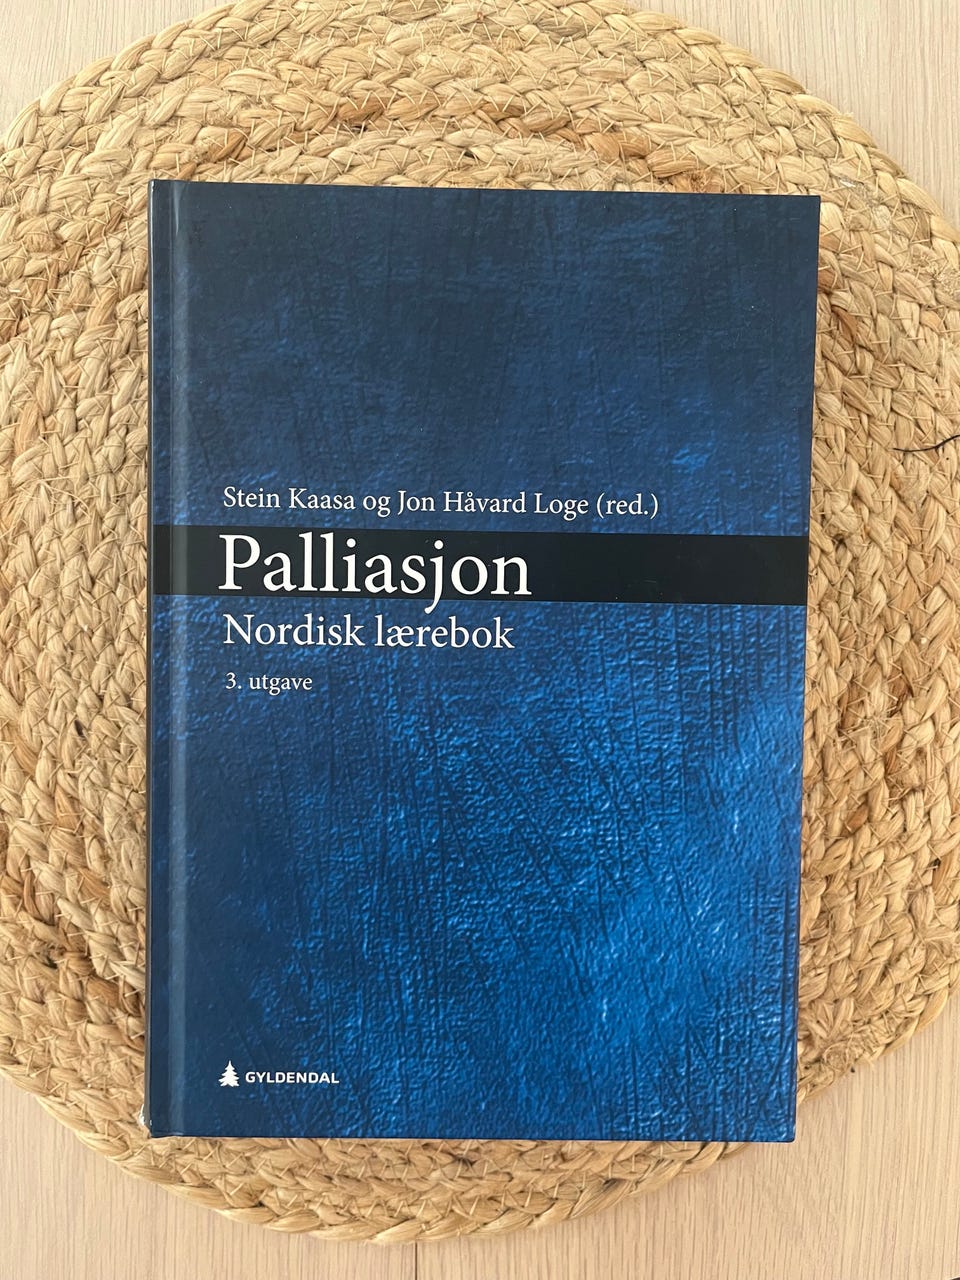 Stein Kaasa og Jon Håvard Loge (red.)
Palliasjon
Nordisk lærebok
3. utgave
GYLDENDAL